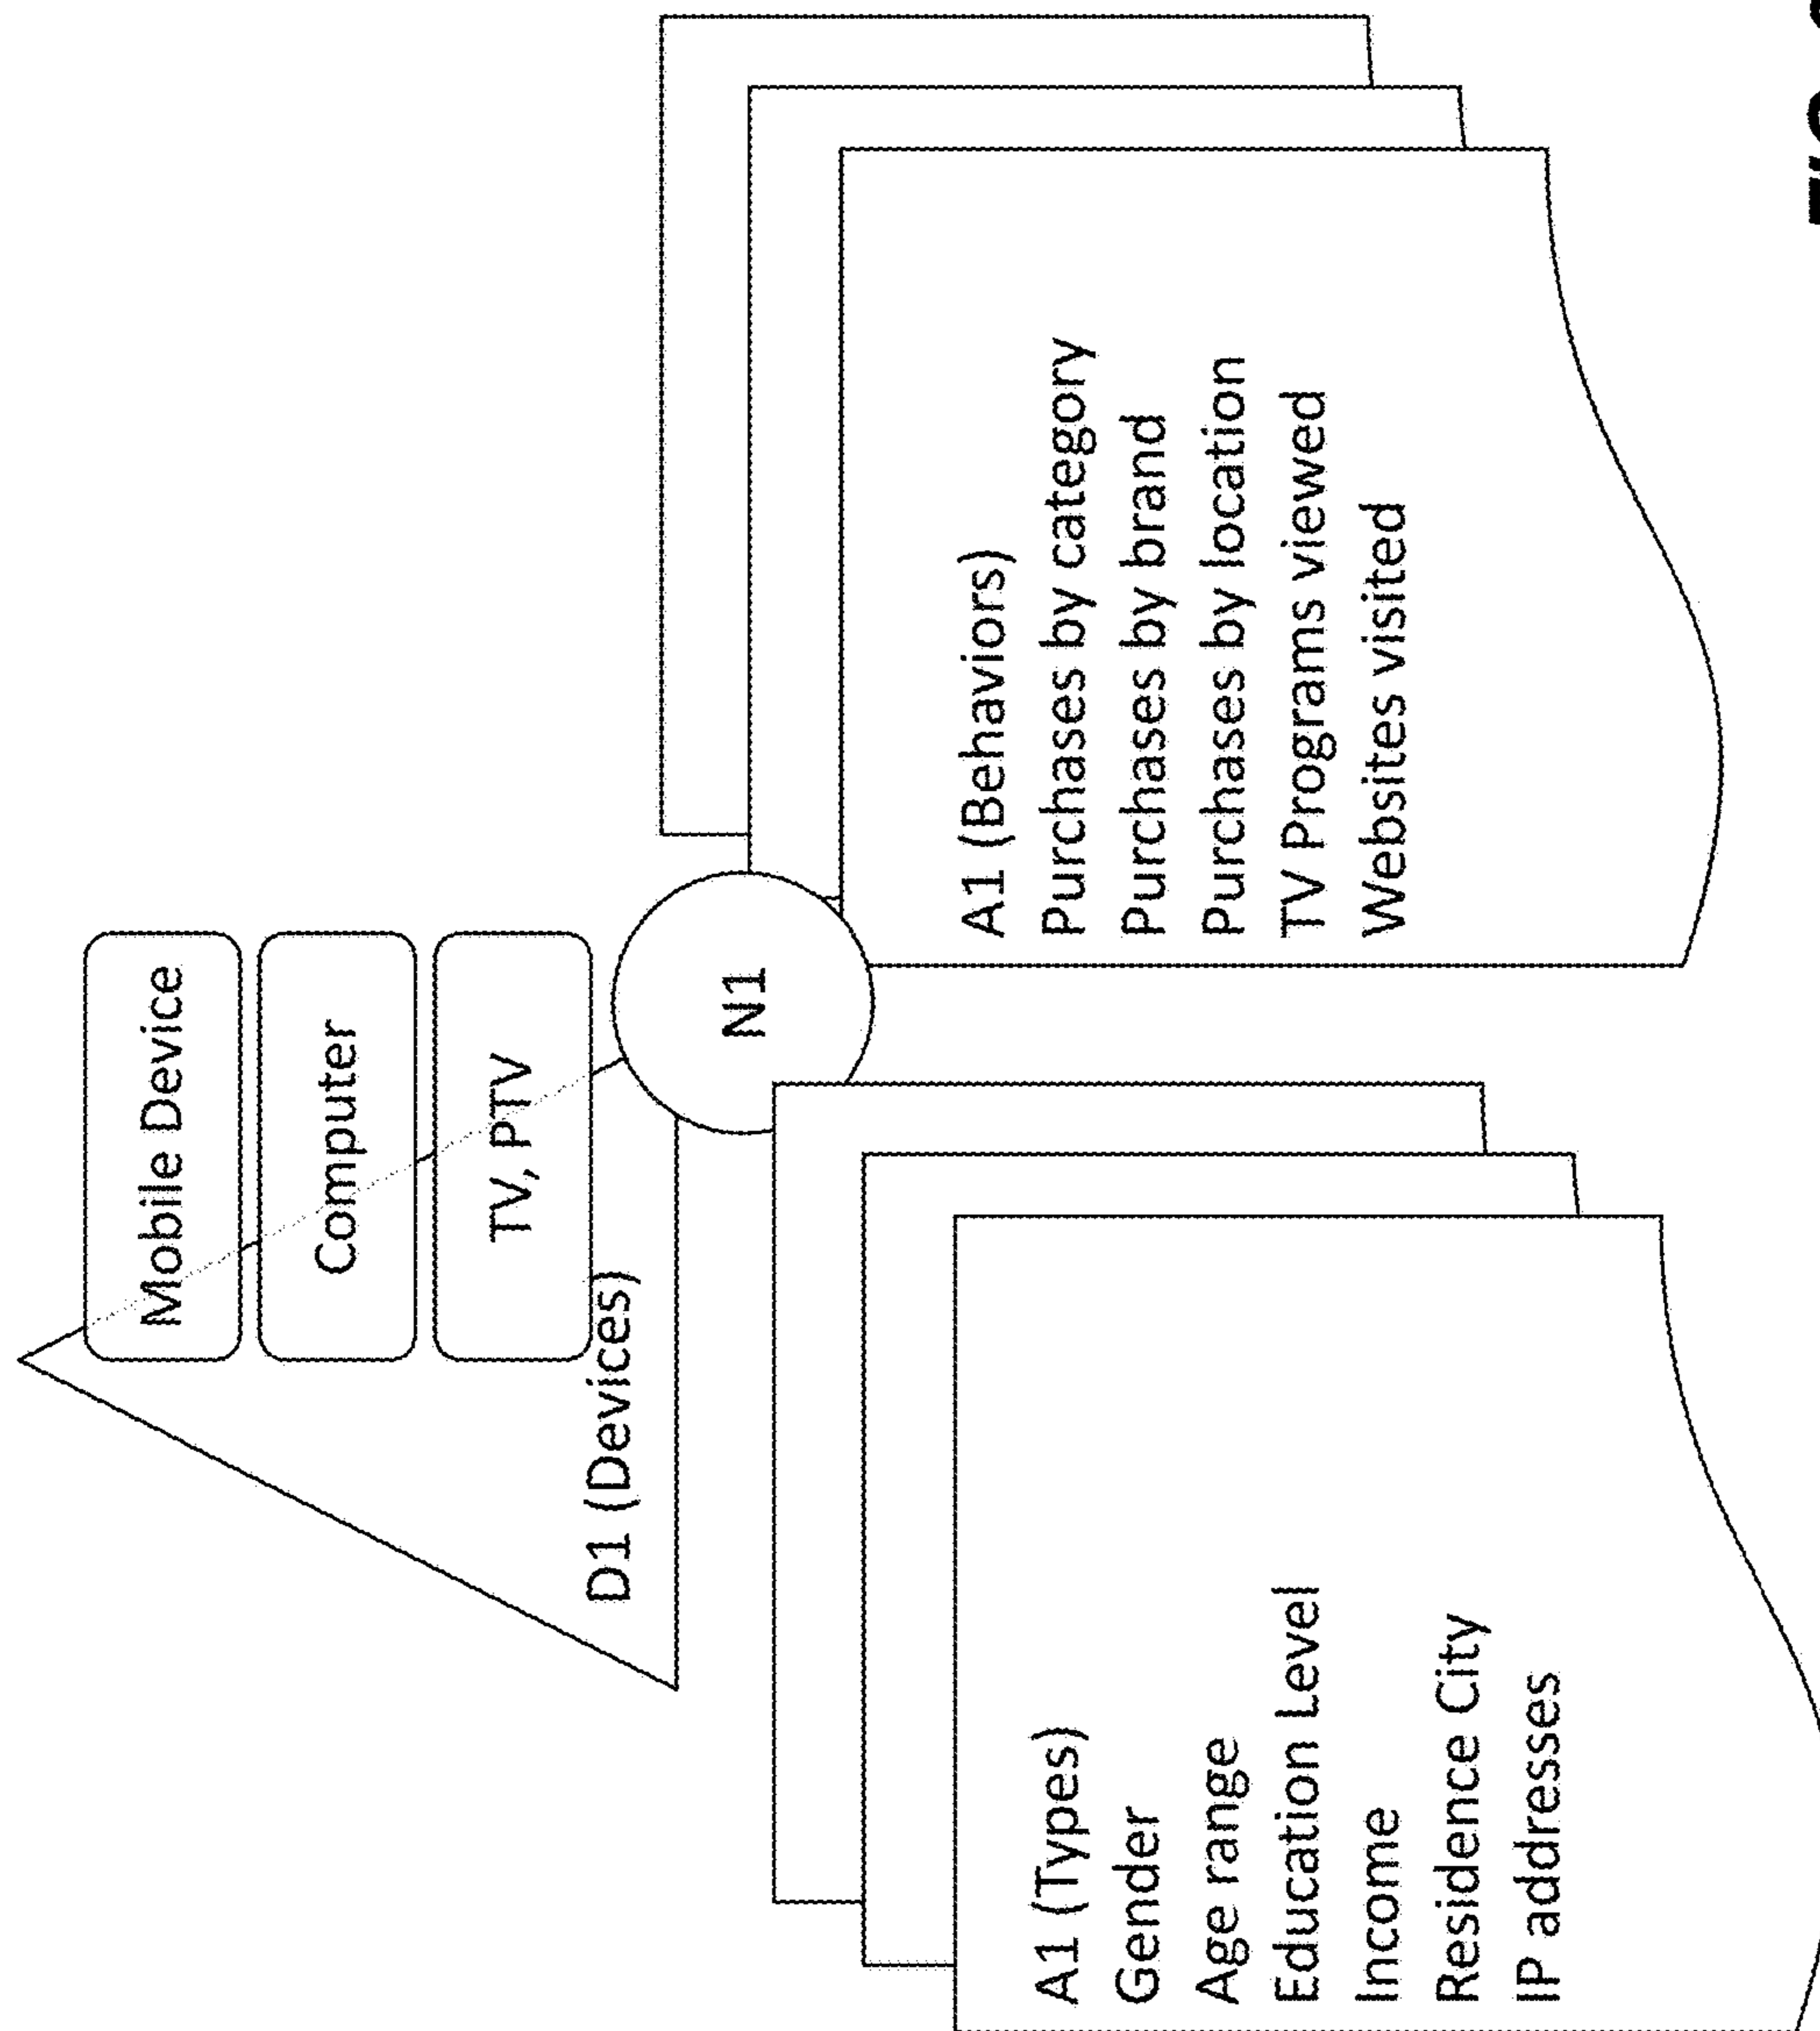 Mobile Device
Computer
TV, PTV
D1 (Devices)
N1
A1 (Types)
Gender
Age range
Education Level
Income
Residence City
IP addresses
A1 (Behaviors)
Purchases by category
Purchases by brand
Purchases by location
TV Programs viewed
Websites visited